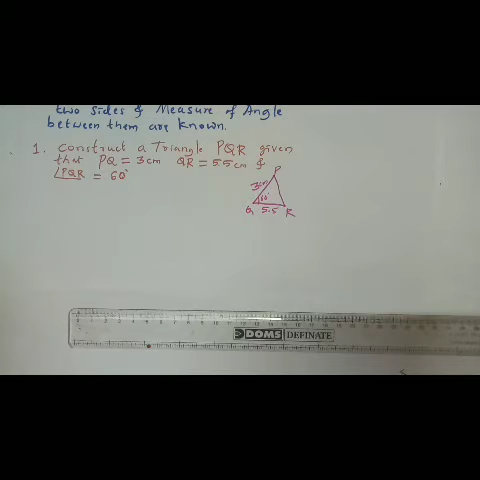 two sides & Measure of Angle
between them are known.
1. Construct a Triangle PQR given
that PQ = 3cm QR = 5.5cm &
∠PQR = 60°
P
3cm
60°
Q 5.5 R
DOMS DEFINATE